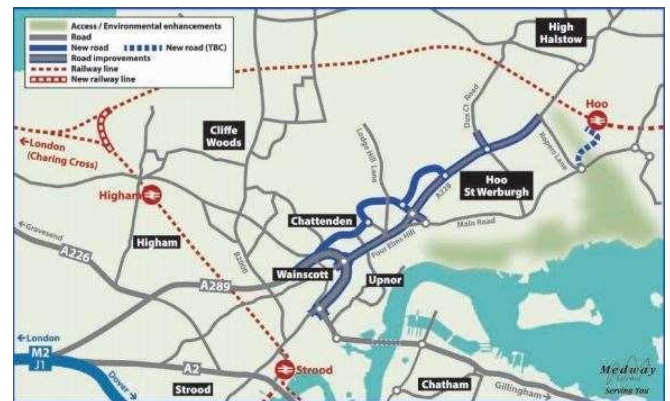 Access / Environmental enhancements
Road
New road
New road (TBC)
Road improvements
Railway line
New railway line
High
Halstow
Dux Ct Road
Hoo
Ropers Lane
Cliffe
Woods
Lodge Hill Lane
London
(Charing Cross)
Higham
A228
Hoo
St Werburgh
Chattenden
Main Road
Four Elms Hill
Gravesend
A226
Higham
B2000
Wainscott
Upnor
A289
London
M2
J1
A2
Strood
Dover
Strood
Chatham
Gillingham
Medway
Serving You